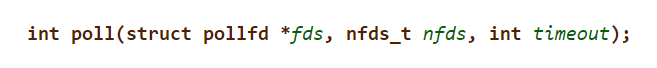 int poll(struct pollfd *fds, nfds_t nfds, int timeout);